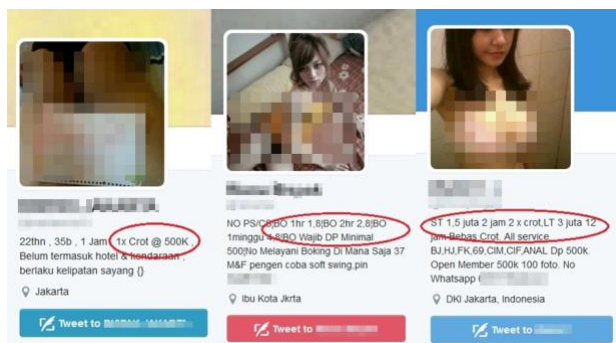 22thn , 35b , 1 Jam , 1x Crot @ 500K ,
Belum termasuk hotel & kendaraan ,
berlaku kelipatan sayang {}
Jakarta
Tweet to
NO PS/CS|BO 1hr 1,8|BO 2hr 2,8|BO
1minggu 4,8|BO Wajib DP Minimal
500|No Melayani Boking Di Mana Saja 37
M&F pengen coba soft swing,pin
Ibu Kota Jkrta
Tweet to
ST 1,5 juta 2 jam 2 x crot,LT 3 juta 12
jam Bebas Crot. All service
BJ,HJ,FK,69,CIM,CIF,ANAL Dp 500k.
Open Member 500k 100 foto. No
Whatsapp
DKI Jakarta, Indonesia
Tweet to